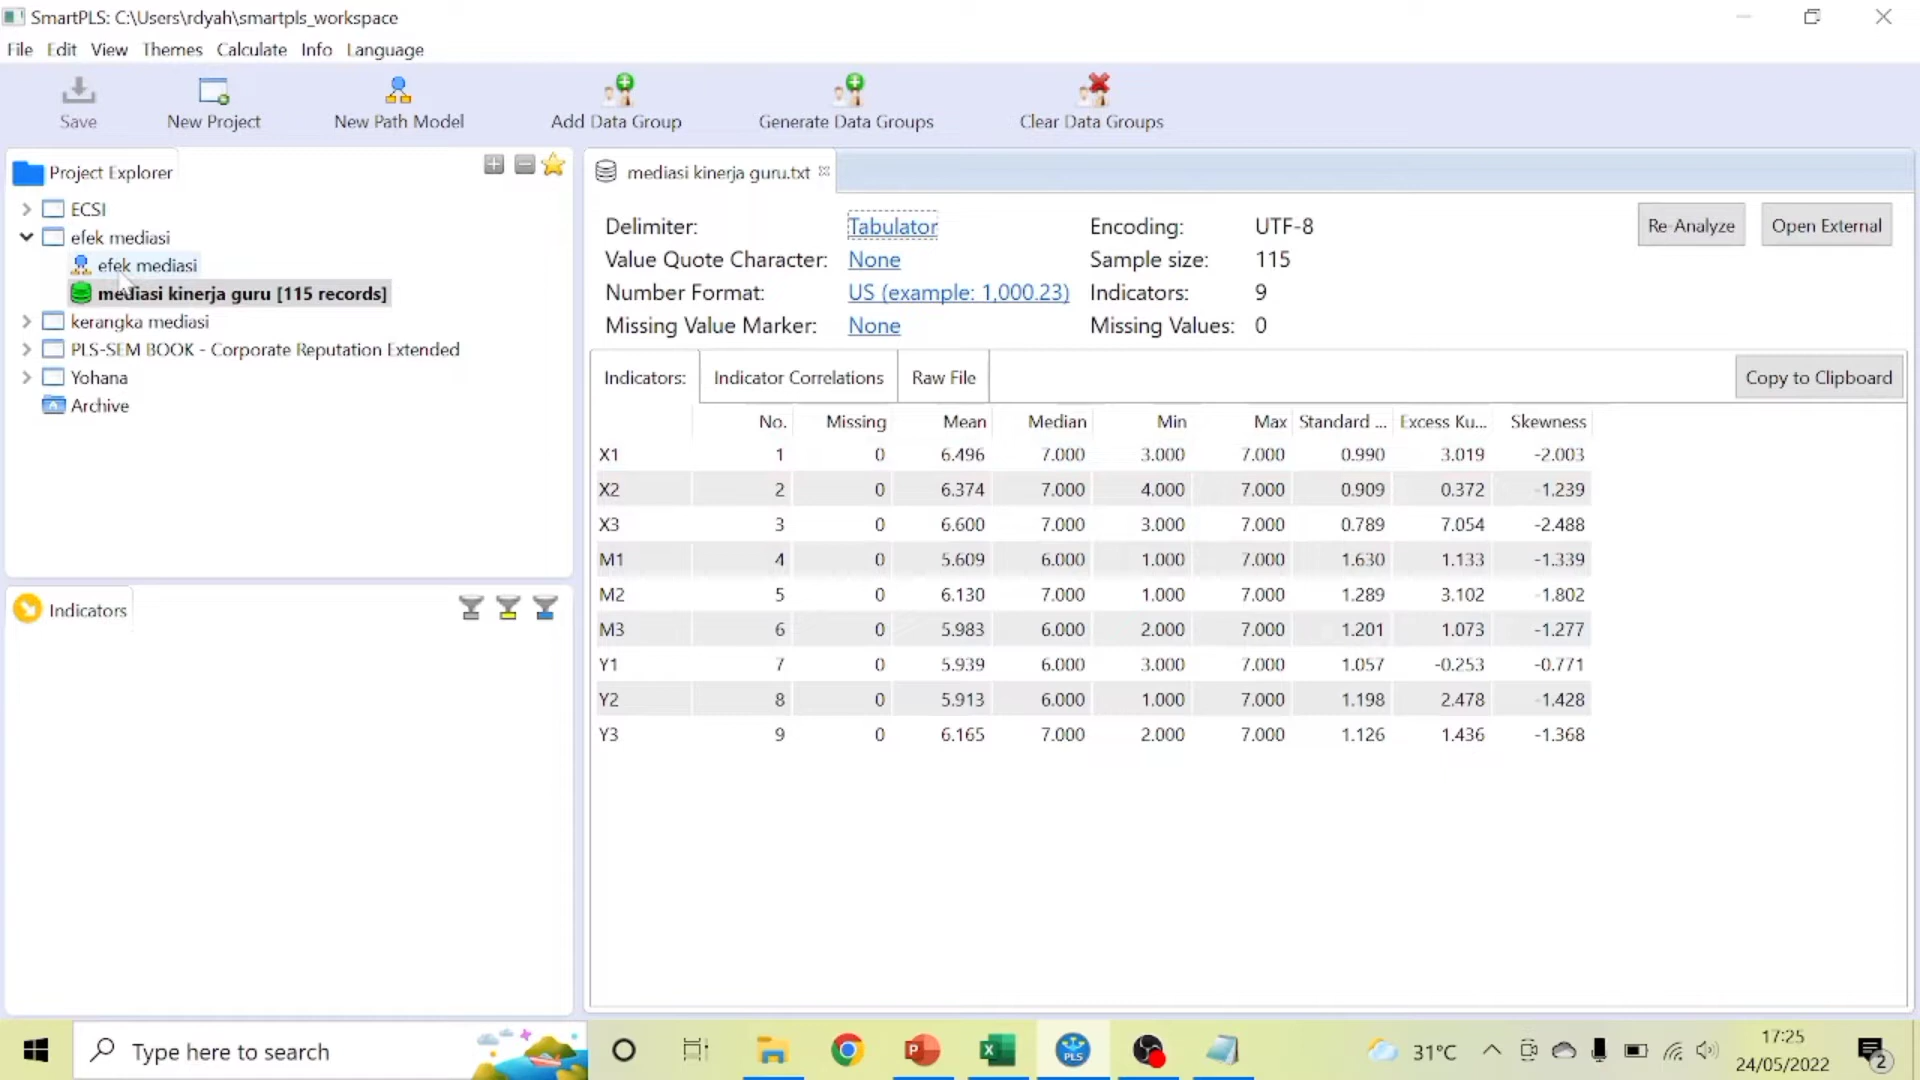 SmartPLS: C:\Users\rdyah\smartpls_workspace
File Edit View Themes Calculate Info Language
Save New Project New Path Model Add Data Group Generate Data Groups Clear Data Groups
Project Explorer
ECSI
efek mediasi
efek mediasi
mediasi kinerja guru [115 records]
kerangka mediasi
PLS-SEM BOOK - Corporate Reputation Extended
Yohana
Archive
Indicators
mediasi kinerja guru.txt
Delimiter: Tabulator Encoding: UTF-8 Re-Analyze Open External
Value Quote Character: None Sample size: 115
Number Format: US (example: 1,000.23) Indicators: 9
Missing Value Marker: None Missing Values: 0
Indicators: Indicator Correlations Raw File Copy to Clipboard
No. Missing Mean Median Min Max Standard ... Excess Ku... Skewness
X1 1 0 6.496 7.000 3.000 7.000 0.990 3.019 -2.003
X2 2 0 6.374 7.000 4.000 7.000 0.909 0.372 -1.239
X3 3 0 6.600 7.000 3.000 7.000 0.789 7.054 -2.488
M1 4 0 5.609 6.000 1.000 7.000 1.630 1.133 -1.339
M2 5 0 6.130 7.000 1.000 7.000 1.289 3.102 -1.802
M3 6 0 5.983 6.000 2.000 7.000 1.201 1.073 -1.277
Y1 7 0 5.939 6.000 3.000 7.000 1.057 -0.253 -0.771
Y2 8 0 5.913 6.000 1.000 7.000 1.198 2.478 -1.428
Y3 9 0 6.165 7.000 2.000 7.000 1.126 1.436 -1.368
Type here to search
PLS
31°C
17:25
24/05/2022
2